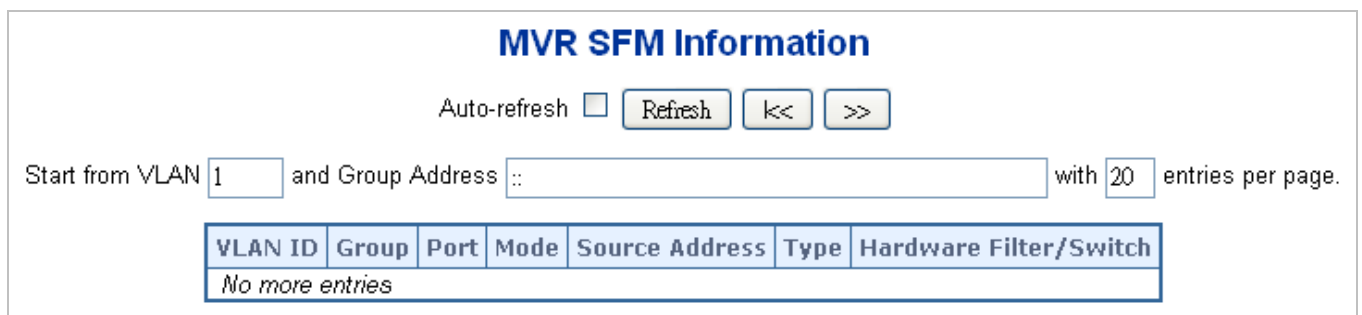 MVR SFM Information
Auto-refresh Refresh |<< >>
Start from VLAN 1 and Group Address :: with 20 entries per page.
VLAN ID Group Port Mode Source Address Type Hardware Filter/Switch
No more entries